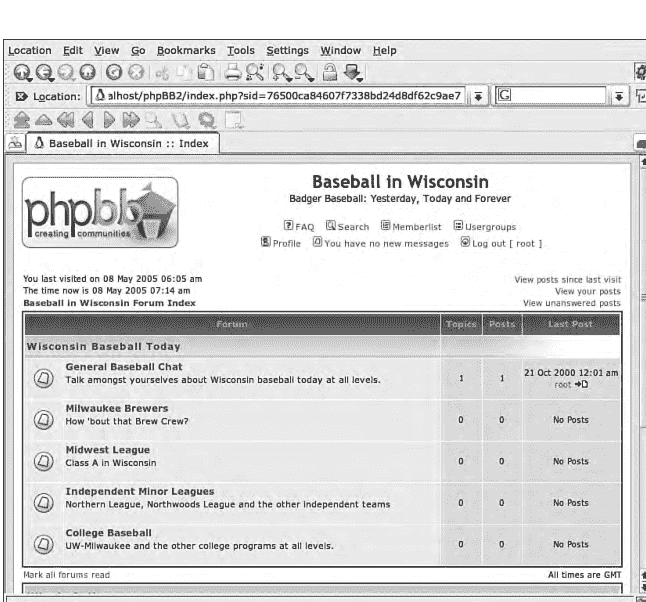 Location Edit View Go Bookmarks Tools Settings Window Help
Location: alhost/phpBB2/index.php?sid=76500ca84607f7338bd24d8df62c9ae7 G
Baseball in Wisconsin :: Index
phpbb
creating communities
Baseball in Wisconsin
Badger Baseball: Yesterday, Today and Forever
FAQ Search Memberlist Usergroups
Profile You have no new messages Log out [ root ]
You last visited on 08 May 2005 06:05 am
The time now is 08 May 2005 07:14 am
Baseball in Wisconsin Forum Index
View posts since last visit
View your posts
View unanswered posts
Forum Topics Posts Last Post
Wisconsin Baseball Today
General Baseball Chat
Talk amongst yourselves about Wisconsin baseball today at all levels.
1 1 21 Oct 2000 12:01 am
root
Milwaukee Brewers
How 'bout that Brew Crew?
0 0 No Posts
Midwest League
Class A in Wisconsin
0 0 No Posts
Independent Minor Leagues
Northern League, Northwoods League and the other independent teams
0 0 No Posts
College Baseball
UW-Milwaukee and the other college programs at all levels.
0 0 No Posts
Mark all forums read All times are GMT